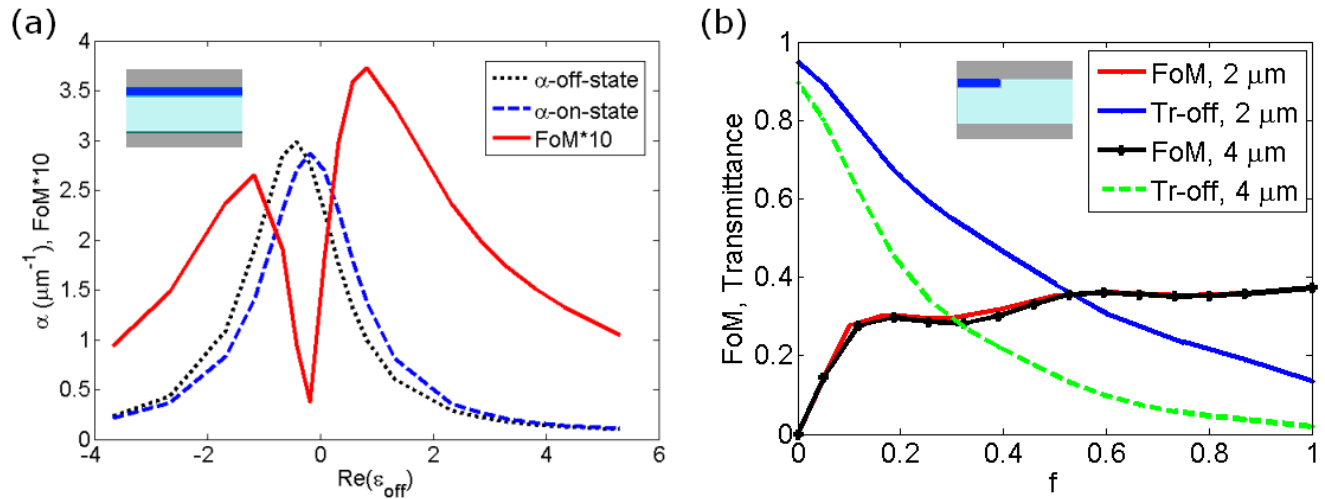 (a)
α (μm⁻¹), FoM*10
4
3.5
3
2.5
2
1.5
1
0.5
0
-4
-2
0
2
4
6
Re(ε_off)
α-off-state
α-on-state
FoM*10
(b)
FoM, Transmittance
1
0.8
0.6
0.4
0.2
0
0
0.2
0.4
0.6
0.8
1
f
FoM, 2 μm
Tr-off, 2 μm
FoM, 4 μm
Tr-off, 4 μm